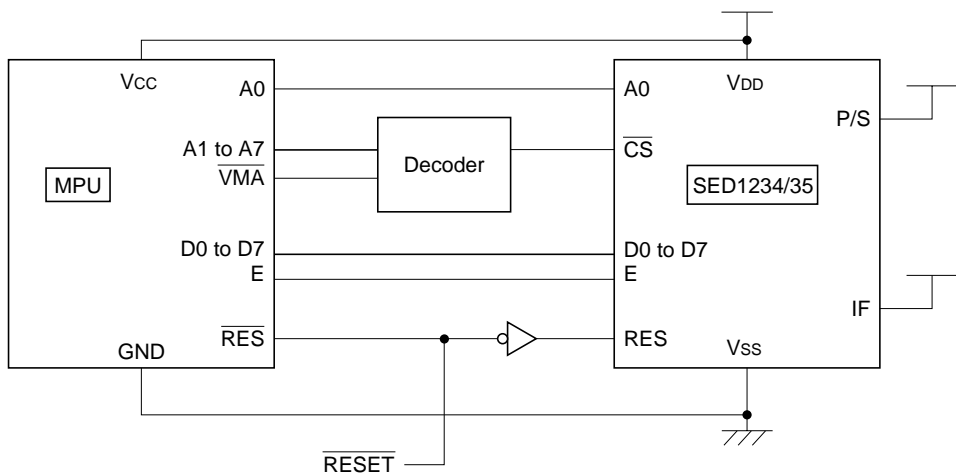 VCC
A0
A1 to A7
VMA
MPU
D0 to D7
E
RES
GND
RESET
Decoder
A0
VDD
P/S
CS
SED1234/35
D0 to D7
E
IF
RES
VSS